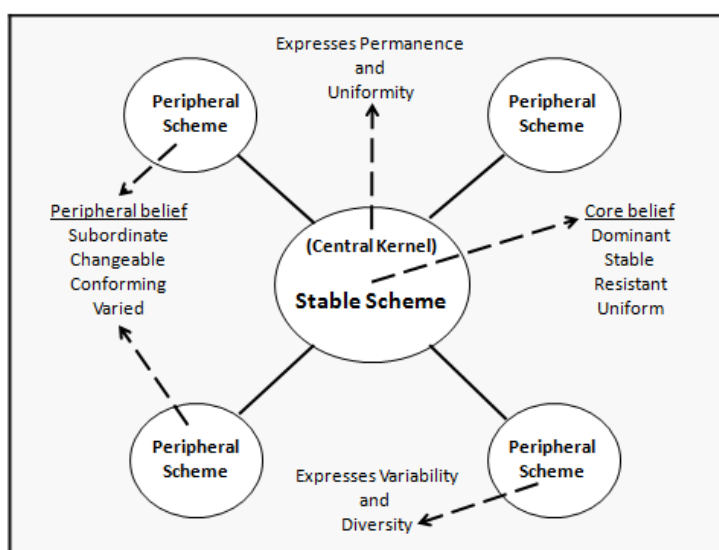 Expresses Permanence
and
Uniformity
Peripheral
Scheme
Peripheral
Scheme
Peripheral belief
Subordinate
Changeable
Conforming
Varied
(Central Kernel)
Stable Scheme
Core belief
Dominant
Stable
Resistant
Uniform
Peripheral
Scheme
Expresses Variability
and
Diversity
Peripheral
Scheme